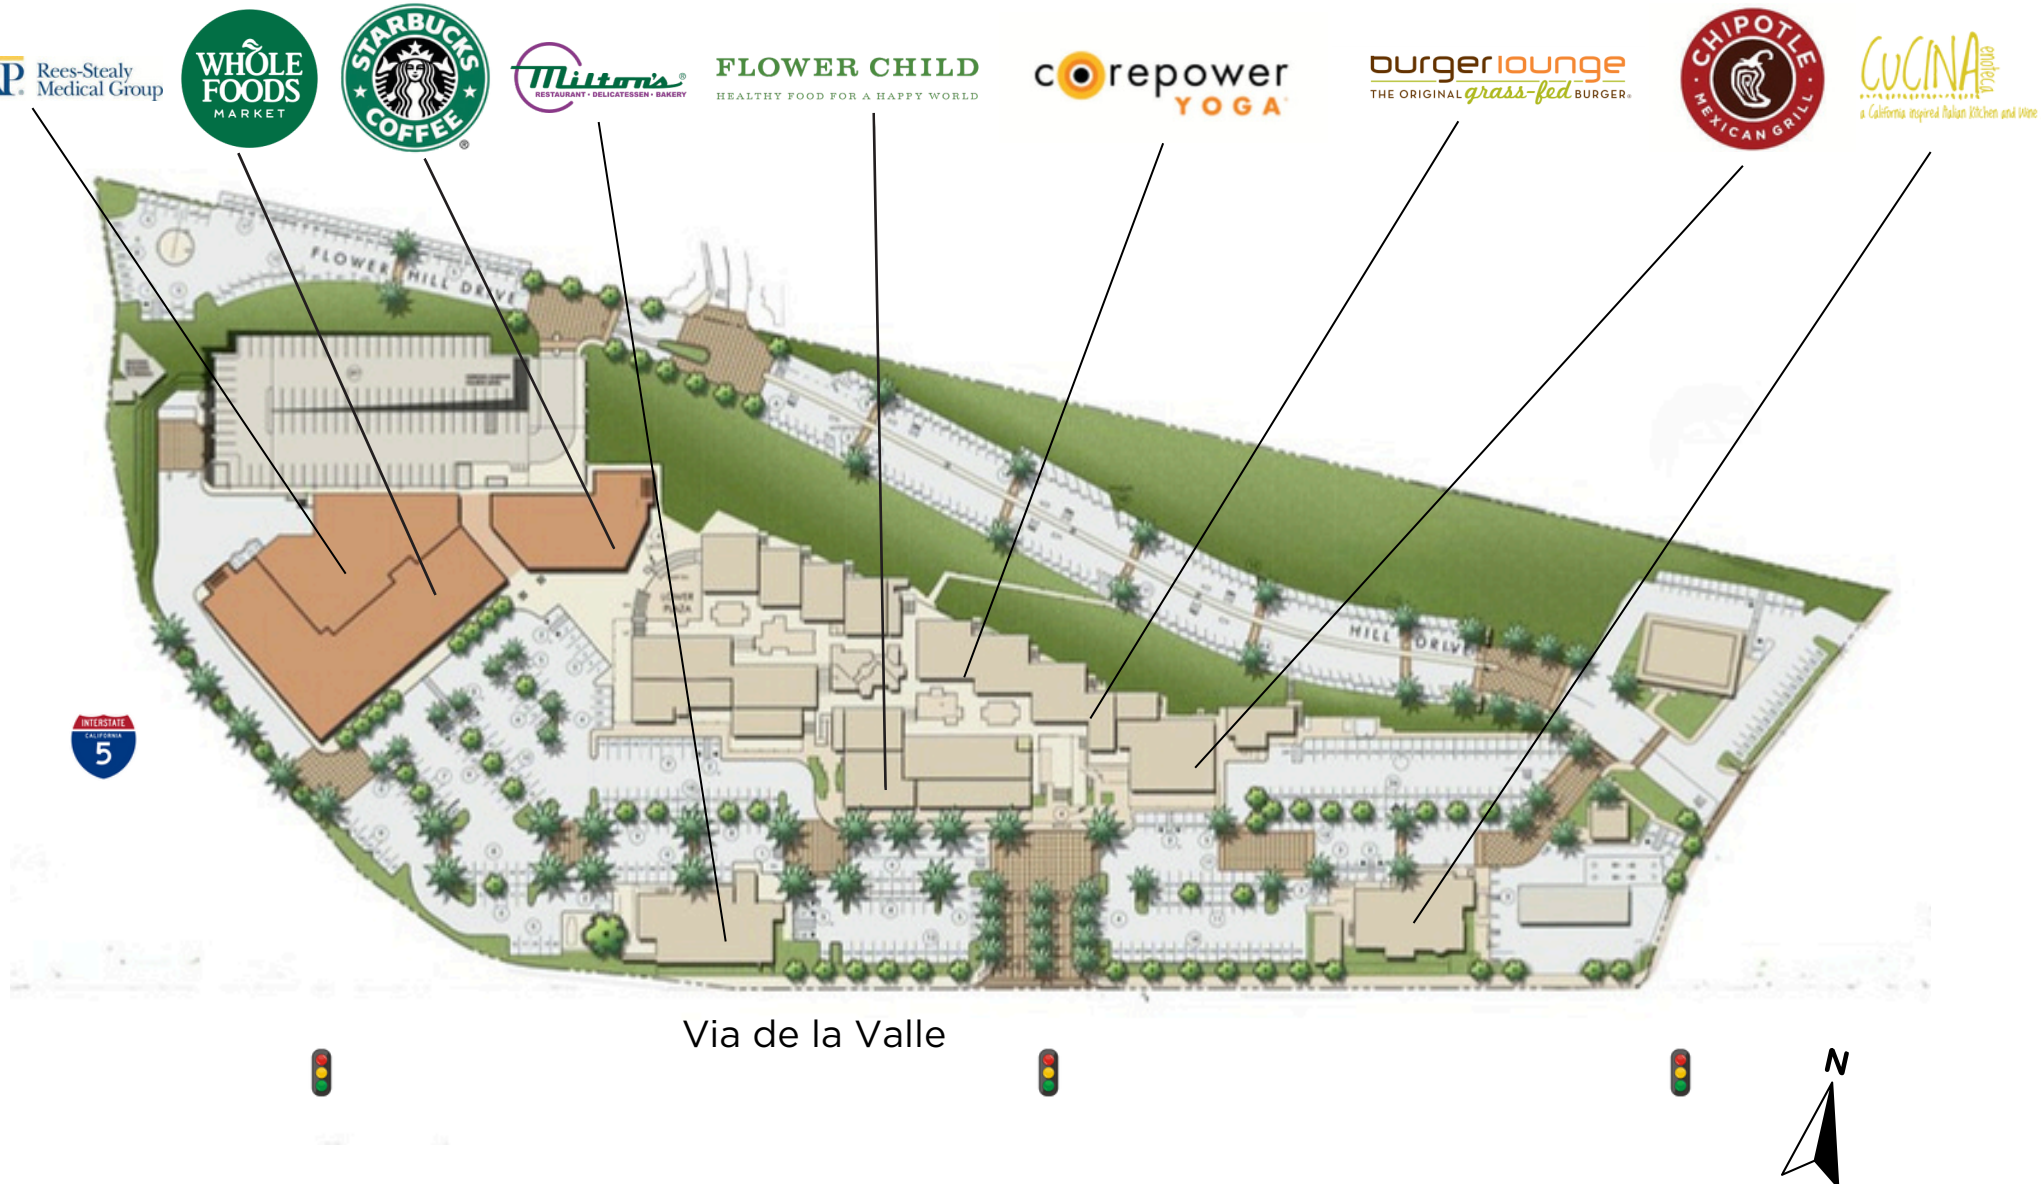 P. Rees-Stealy
Medical Group
WHOLE
FOODS
MARKET
STARBUCKS
COFFEE
®
Milton's®
RESTAURANT • DELICATESSEN • BAKERY
FLOWER CHILD
HEALTHY FOOD FOR A HAPPY WORLD
corepower
YOGA
burgerlounge
THE ORIGINAL grass-fed BURGER
CHIPOTLE
MEXICAN GRILL
CUCINA
enoteca
a California inspired Italian Kitchen and Wine
FLOWER HILL DRIVE
LOWER
PLAZA
HILL DRIVE
INTERSTATE
CALIFORNIA
5
Via de la Valle
N